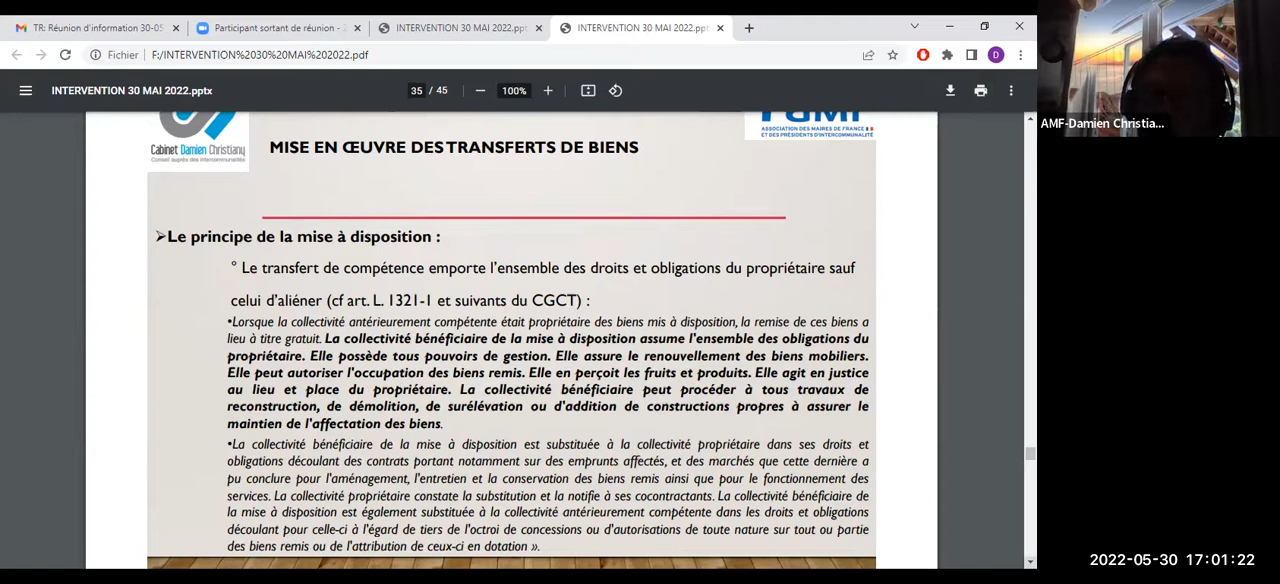 TR: Réunion d'information 30-05
Participant sortant de réunion - Z
INTERVENTION 30 MAI 2022.ppt
INTERVENTION 30 MAI 2022.pptx
Fichier
F:/INTERVENTION%2030%20MAI%202022.pdf
D
INTERVENTION 30 MAI 2022.pptx
35 / 45
100%
AMF-Damien Christia...
Cabinet Damien Christiany
Conseil auprès des intercommunalités
ASSOCIATION DES MAIRES DE FRANCE
ET DES PRÉSIDENTS D'INTERCOMMUNALITÉ
MISE EN ŒUVRE DES TRANSFERTS DE BIENS
➢Le principe de la mise à disposition :
° Le transfert de compétence emporte l'ensemble des droits et obligations du propriétaire sauf
celui d'aliéner (cf art. L. 1321-1 et suivants du CGCT) :
•Lorsque la collectivité antérieurement compétente était propriétaire des biens mis à disposition, la remise de ces biens a
lieu à titre gratuit. La collectivité bénéficiaire de la mise à disposition assume l'ensemble des obligations du
propriétaire. Elle possède tous pouvoirs de gestion. Elle assure le renouvellement des biens mobiliers.
Elle peut autoriser l'occupation des biens remis. Elle en perçoit les fruits et produits. Elle agit en justice
au lieu et place du propriétaire. La collectivité bénéficiaire peut procéder à tous travaux de
reconstruction, de démolition, de surélévation ou d'addition de constructions propres à assurer le
maintien de l'affectation des biens.
•La collectivité bénéficiaire de la mise à disposition est substituée à la collectivité propriétaire dans ses droits et
obligations découlant des contrats portant notamment sur des emprunts affectés, et des marchés que cette dernière a
pu conclure pour l'aménagement, l'entretien et la conservation des biens remis ainsi que pour le fonctionnement des
services. La collectivité propriétaire constate la substitution et la notifie à ses cocontractants. La collectivité bénéficiaire de
la mise à disposition est également substituée à la collectivité antérieurement compétente dans les droits et obligations
découlant pour celle-ci à l'égard de tiers de l'octroi de concessions ou d'autorisations de toute nature sur tout ou partie
des biens remis ou de l'attribution de ceux-ci en dotation ».
2022-05-30 17:01:22